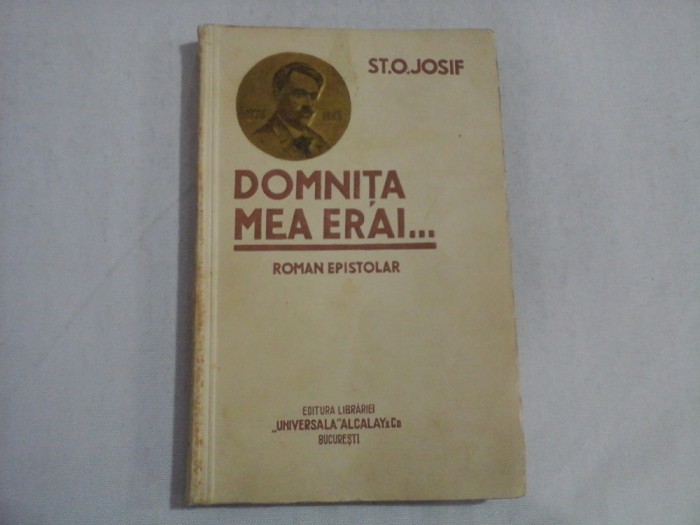 ST.O.JOSIF
DOMNIȚA
MEA ERAI...
ROMAN EPISTOLAR
EDITURA LIBRĂRIEI
„UNIVERSALA" ALCALAY & Co
BUCUREȘTI